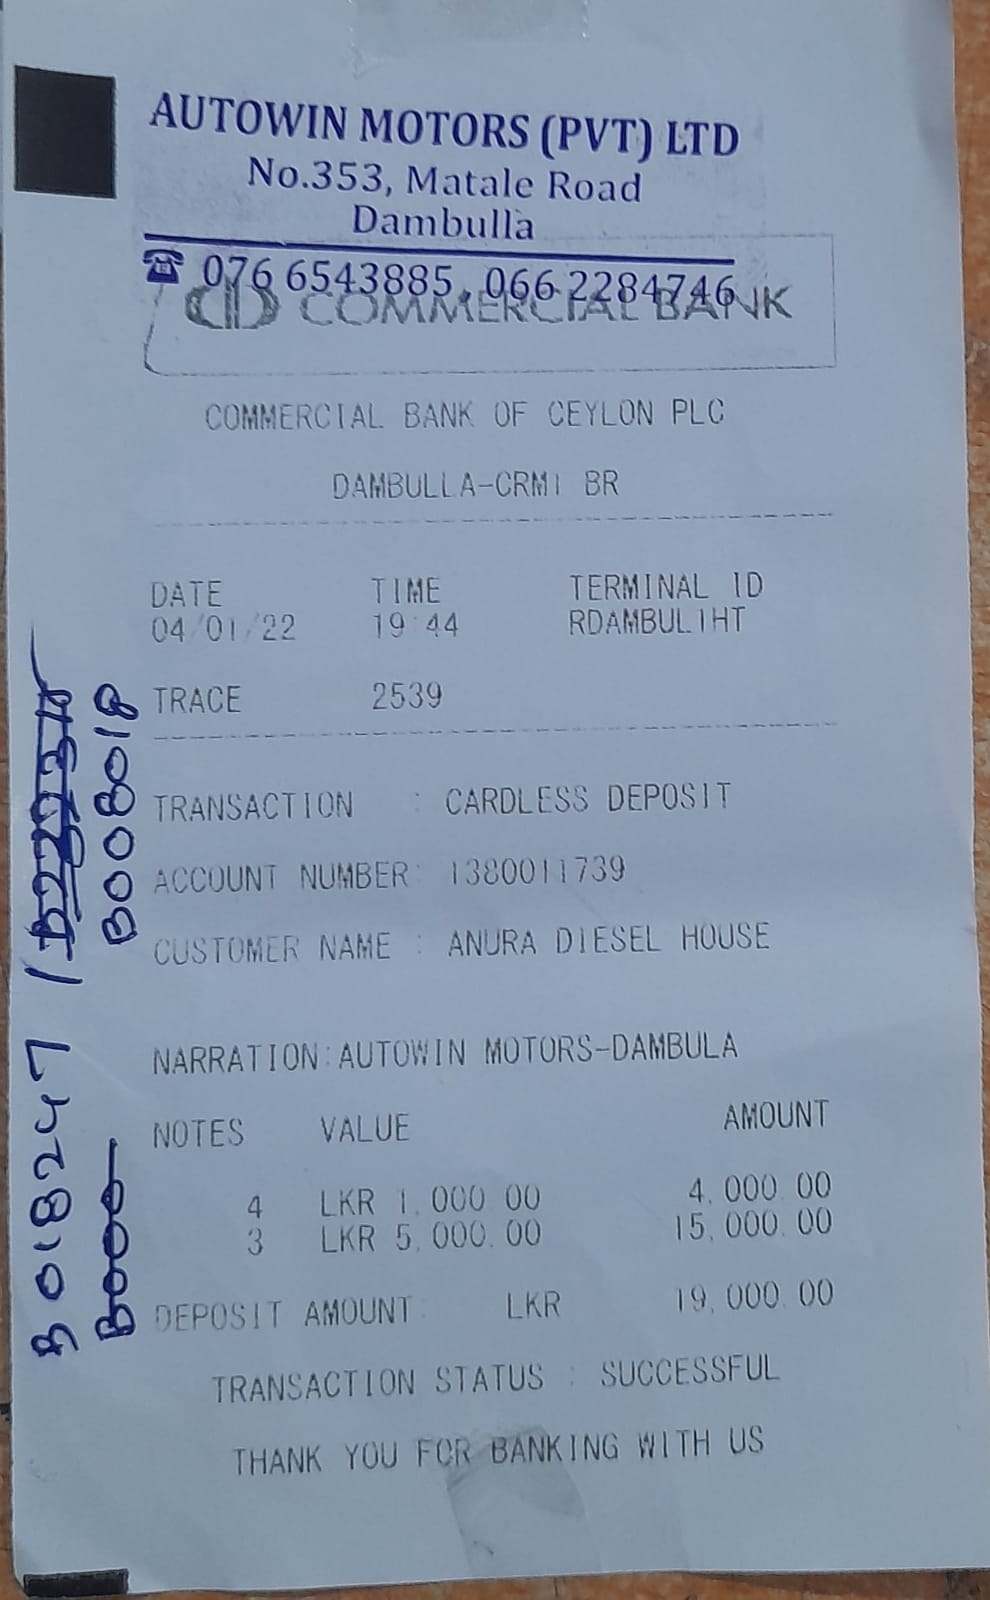 AUTOWIN MOTORS (PVT) LTD
No.353, Matale Road
Dambulla
☎ 076 6543885, 066 2284746
COMMERCIAL BANK
COMMERCIAL BANK OF CEYLON PLC
DAMBULLA-CRM1 BR
DATE TIME TERMINAL ID
04/01/22 19:44 RDAMBUL1HT
TRACE 2539
TRANSACTION : CARDLESS DEPOSIT
ACCOUNT NUMBER: 1380011739
CUSTOMER NAME : ANURA DIESEL HOUSE
NARRATION:AUTOWIN MOTORS-DAMBULA
NOTES VALUE AMOUNT
4 LKR 1,000.00 4,000.00
3 LKR 5,000.00 15,000.00
DEPOSIT AMOUNT: LKR 19,000.00
TRANSACTION STATUS : SUCCESSFUL
THANK YOU FOR BANKING WITH US
B018247 /
B008018